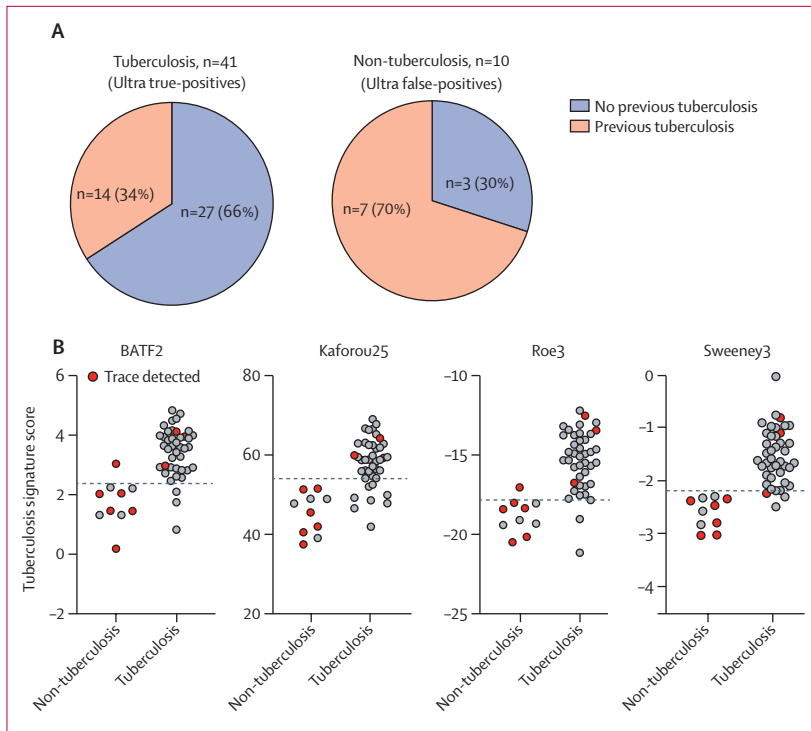 A
Tuberculosis, n=41
(Ultra true-positives)
Non-tuberculosis, n=10
(Ultra false-positives)
No previous tuberculosis
Previous tuberculosis
n=14 (34%)
n=27 (66%)
n=3 (30%)
n=7 (70%)
B
BATF2
Kaforou25
Roe3
Sweeney3
Trace detected
Tuberculosis signature score
6
4
2
0
−2
80
60
40
20
−10
−15
−20
−25
0
−1
−2
−3
−4
Non-tuberculosis
Tuberculosis
Non-tuberculosis
Tuberculosis
Non-tuberculosis
Tuberculosis
Non-tuberculosis
Tuberculosis